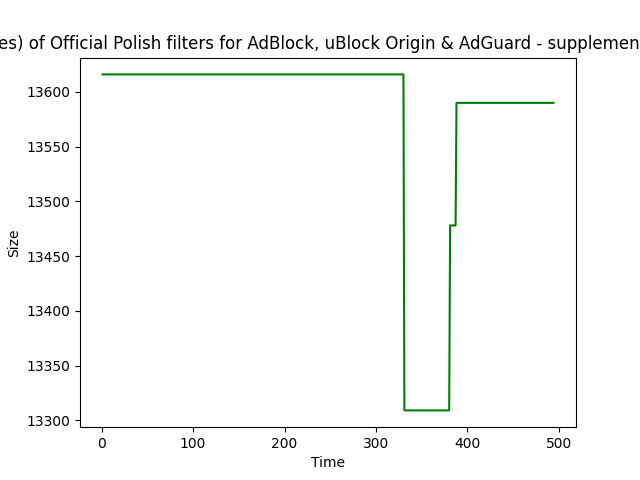 es) of Official Polish filters for AdBlock, uBlock Origin & AdGuard - supplemen
13600
13550
13500
13450
13400
13350
13300
Size
0 100 200 300 400 500
Time